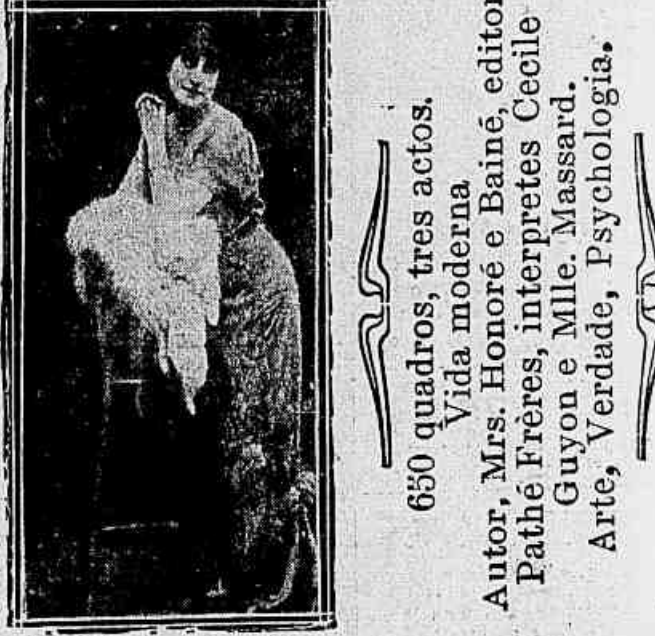 650 quadros, tres actos.
Vida moderna
Autor, Mrs. Honoré e Bainé, editor
Pathé Frères, interpretes Cecile
Guyon e Mlle. Massard.
Arte, Verdade, Psychologia.